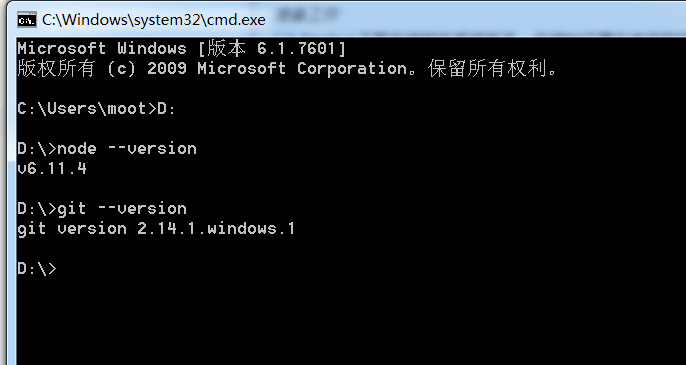 C:\Windows\system32\cmd.exe
Microsoft Windows [版本 6.1.7601]
版权所有 (c) 2009 Microsoft Corporation。保留所有权利。
C:\Users\moot>D:
D:\>node --version
v6.11.4
D:\>git --version
git version 2.14.1.windows.1
D:\>